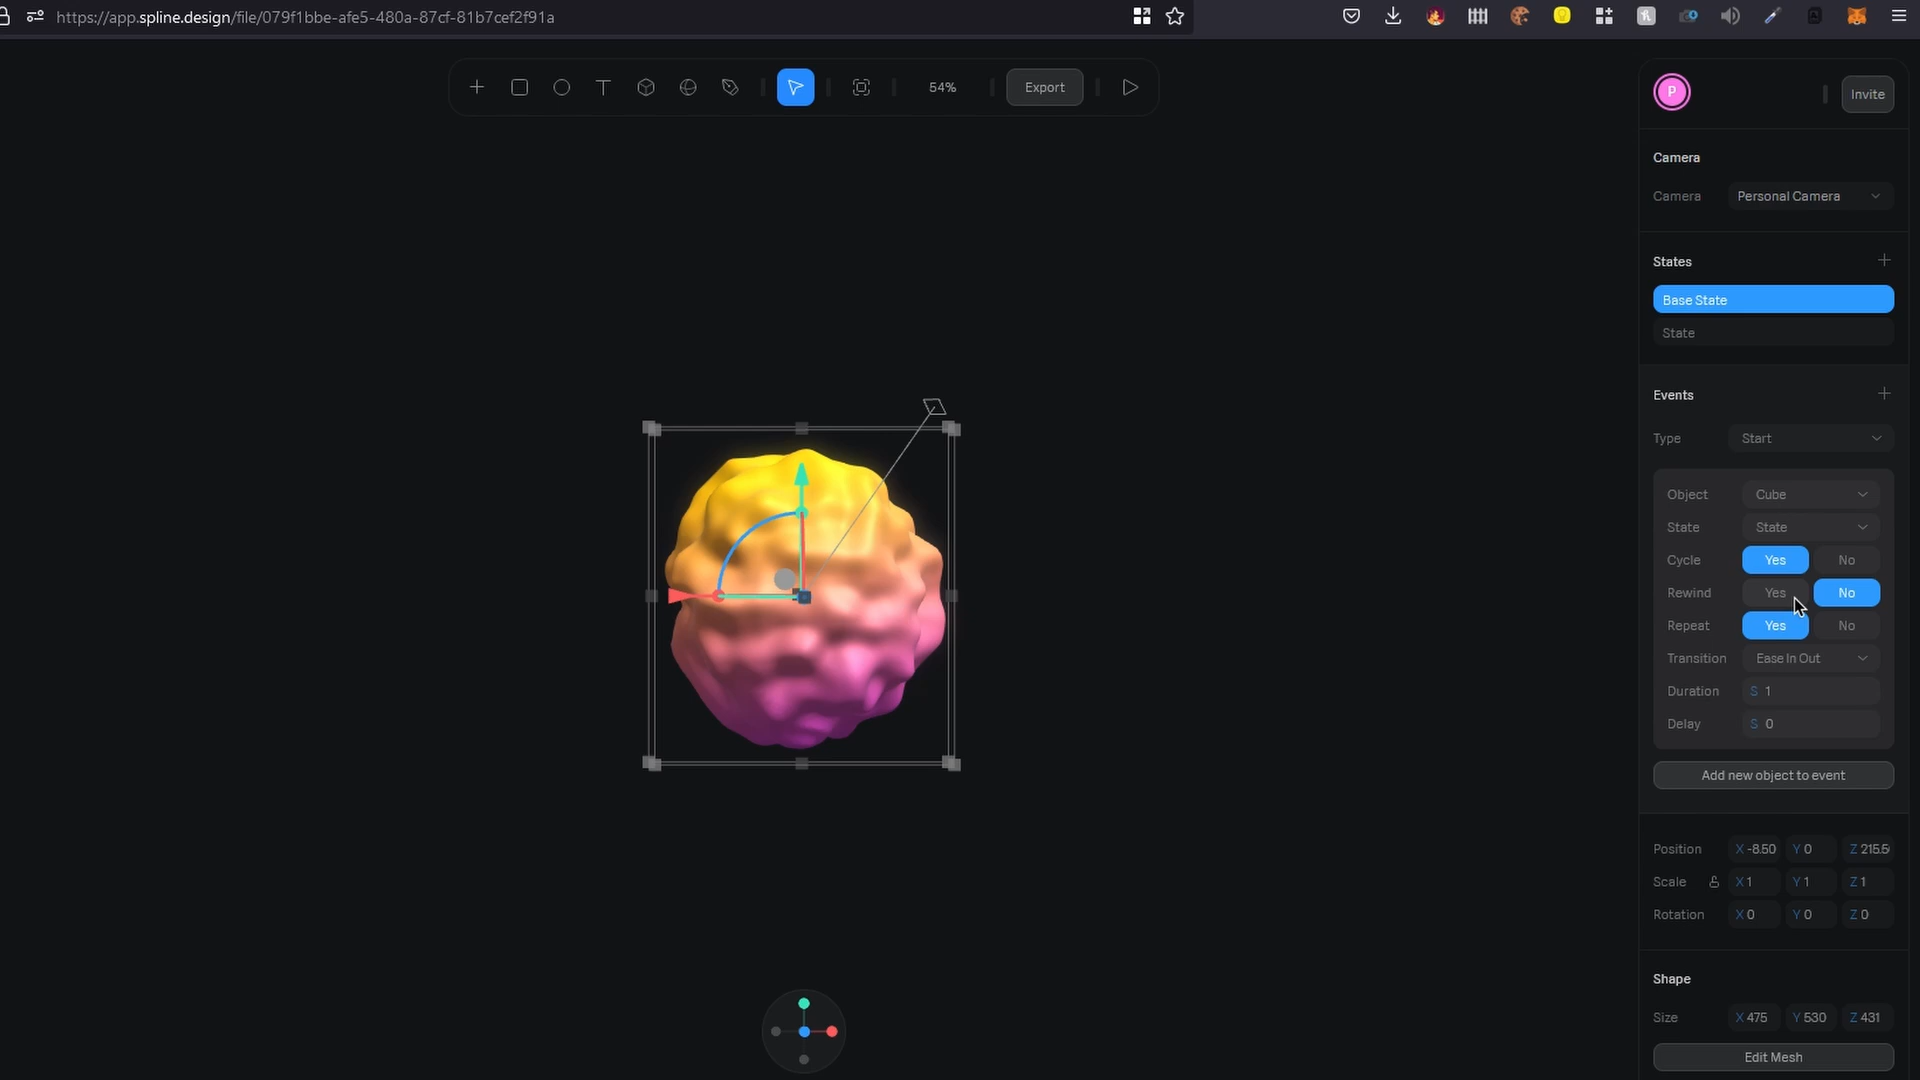 https://app.spline.design/file/079f1bbe-afe5-480a-87cf-81b7cef2f91a
T
54%
Export
P
Invite
Camera
Camera Personal Camera
States
Base State
State
Events
Type Start
Object Cube
State State
Cycle Yes No
Rewind Yes No
Repeat Yes No
Transition Ease In Out
Duration S 1
Delay S 0
Add new object to event
Position X -8.50 Y 0 Z 215.5
Scale X 1 Y 1 Z 1
Rotation X 0 Y 0 Z 0
Shape
Size X 475 Y 530 Z 431
Edit Mesh